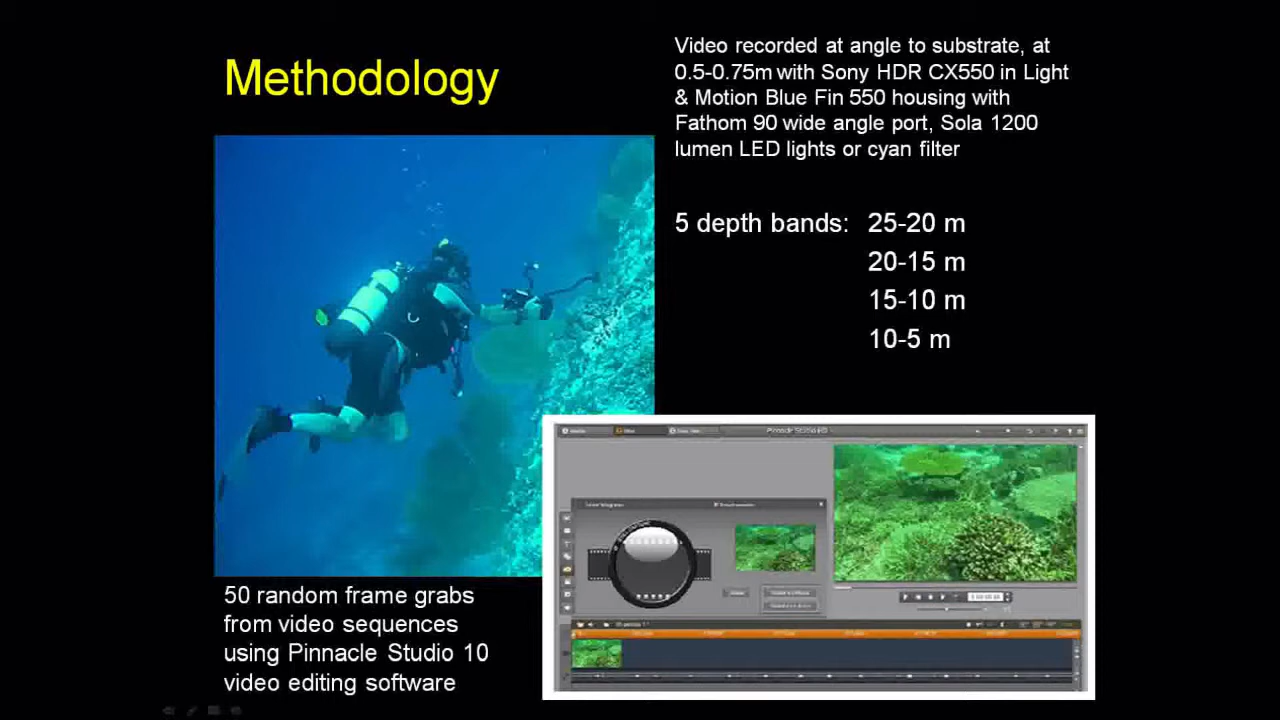 Methodology
Video recorded at angle to substrate, at
0.5-0.75m with Sony HDR CX550 in Light
& Motion Blue Fin 550 housing with
Fathom 90 wide angle port, Sola 1200
lumen LED lights or cyan filter
5 depth bands: 25-20 m
20-15 m
15-10 m
10-5 m
50 random frame grabs
from video sequences
using Pinnacle Studio 10
video editing software